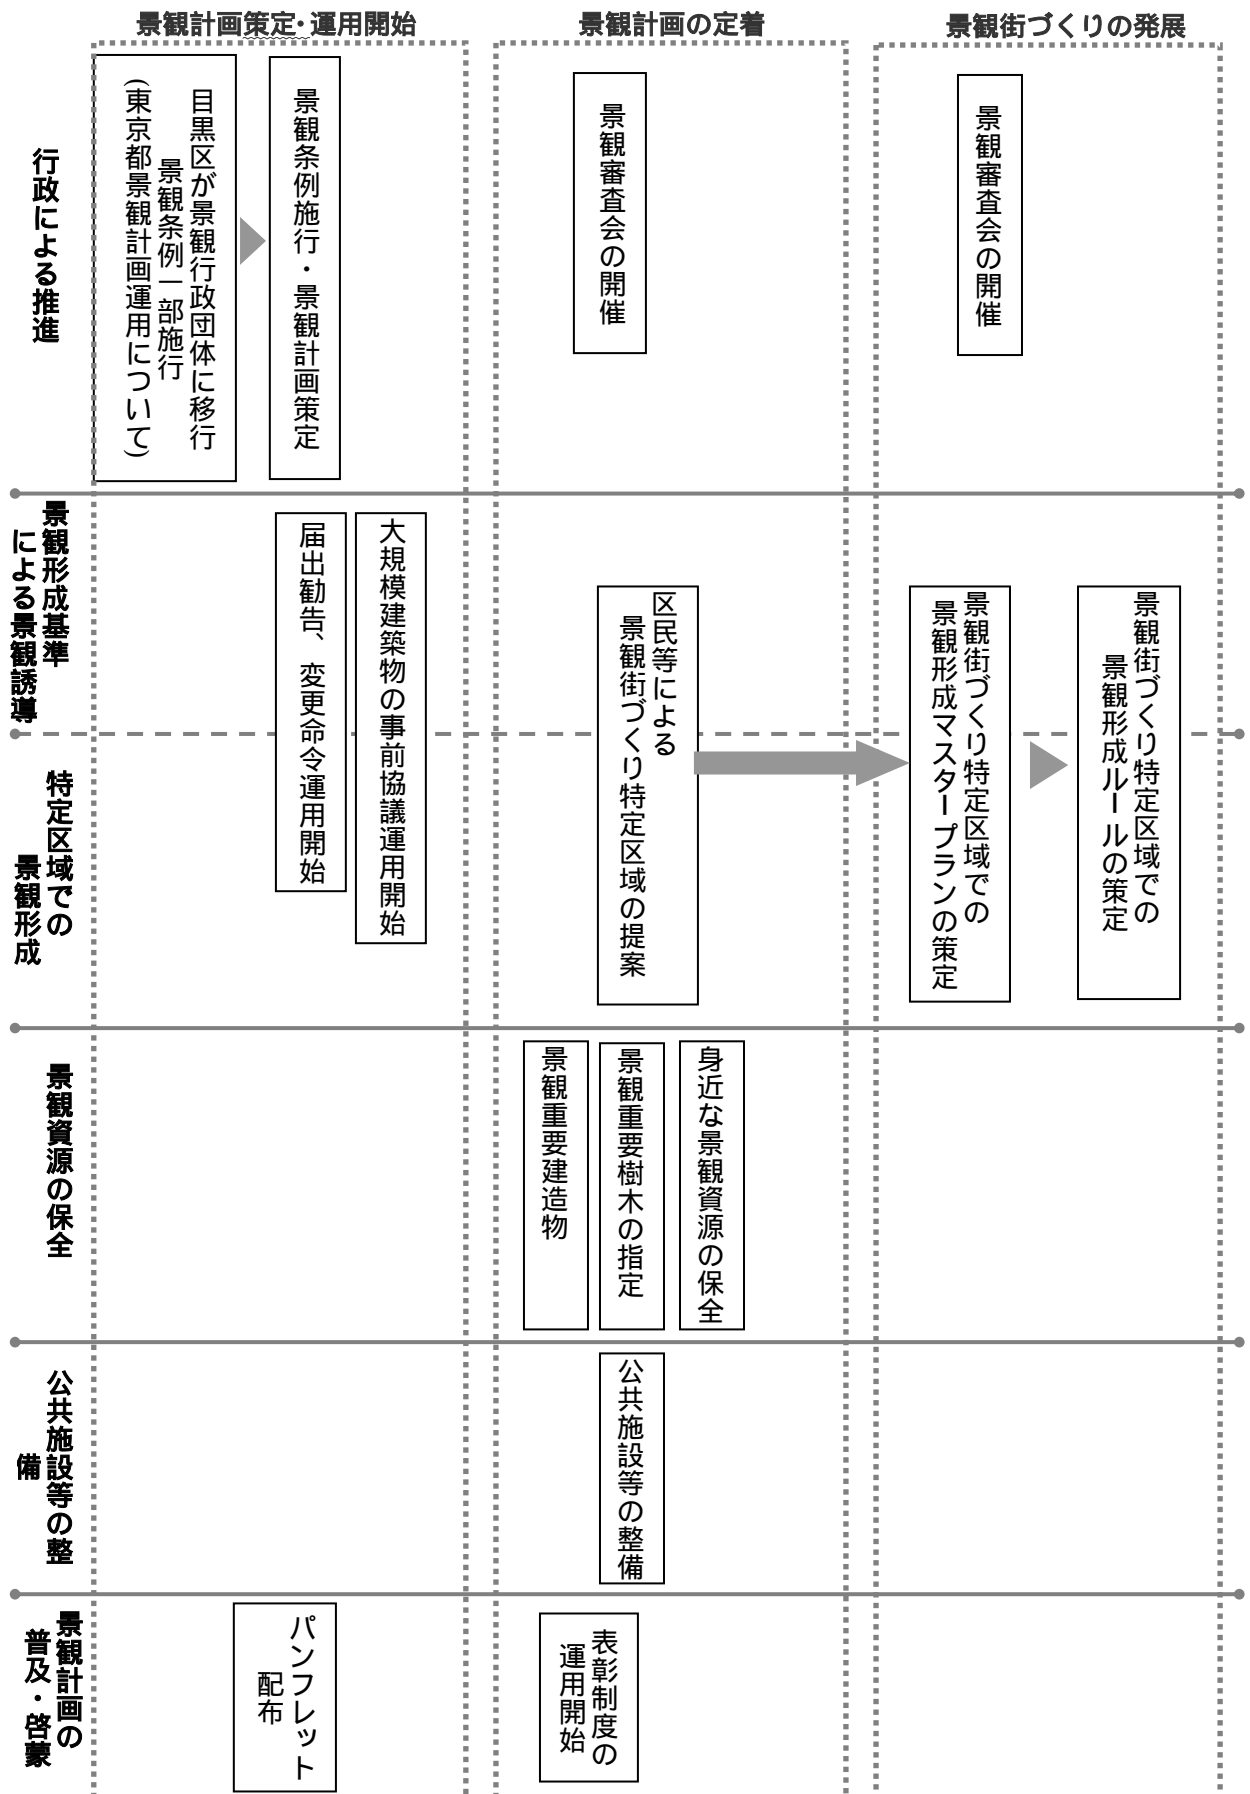 景観計画策定・運用開始
景観計画の定着
景観街づくりの発展
行政による推進
目黒区が景観行政団体に移行
景観条例一部施行
(東京都景観計画運用について)
景観条例施行・景観計画策定
景観審査会の開催
景観審査会の開催
景観形成基準
による景観誘導
特定区域での
景観形成
届出勧告、変更命令運用開始
大規模建築物の事前協議運用開始
区民等による
景観街づくり特定区域の提案
景観街づくり特定区域での
景観形成マスタープランの策定
景観街づくり特定区域での
景観形成ルールの策定
景観資源の保全
景観重要建造物
景観重要樹木の指定
身近な景観資源の保全
公共施設等の整
備
公共施設等の整備
景観計画の
普及・啓蒙
パンフレット
配布
表彰制度の
運用開始